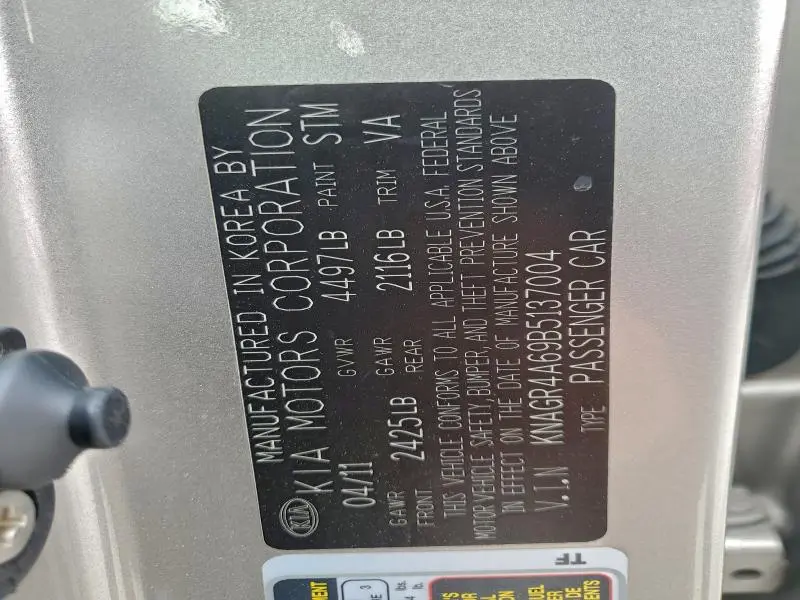 MANUFACTURED IN KOREA BY
KIA KIA MOTORS CORPORATION
04/11 GVWR 4497LB PAINT STM
GAWR FRONT 2425LB GAWR REAR 2116LB TRIM VA
THIS VEHICLE CONFORMS TO ALL APPLICABLE U.S.A. FEDERAL
MOTOR VEHICLE SAFETY, BUMPER, AND THEFT PREVENTION STANDARDS
IN EFFECT ON THE DATE OF MANUFACTURE SHOWN ABOVE
V.I.N KNAGR4A69B5137004
TYPE PASSENGER CAR
TF